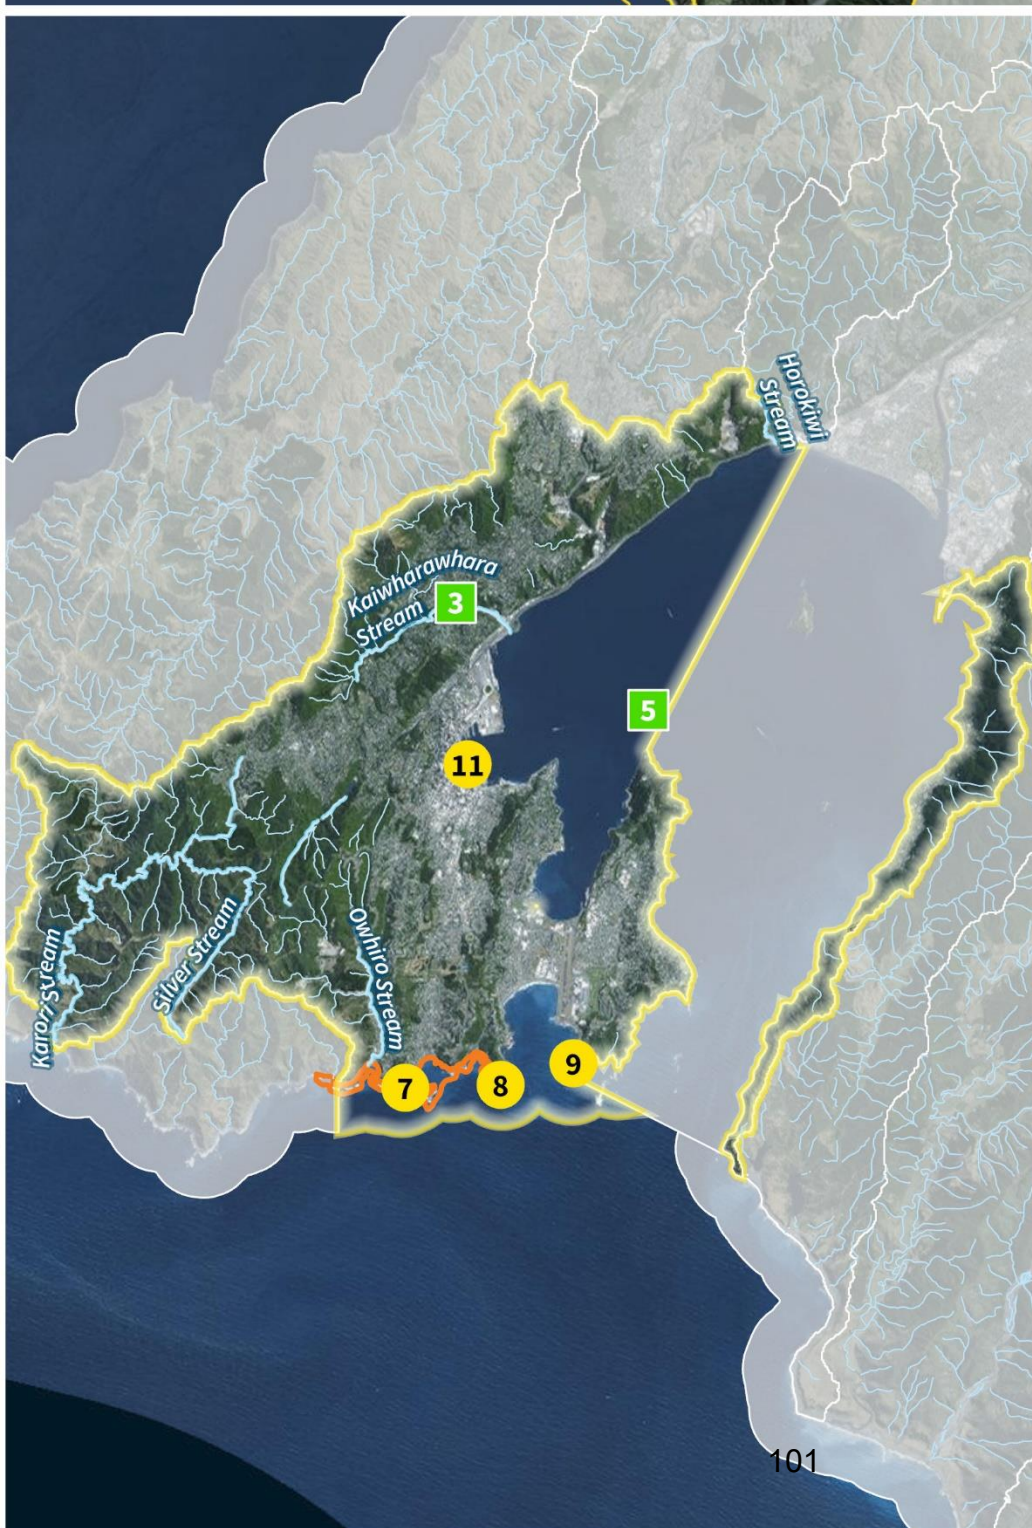 Horokiwi
Stream
Kaiwharawhara
Stream
3
5
11
Karori Stream
Silver Stream
Owhiro Stream
7
8
9
101